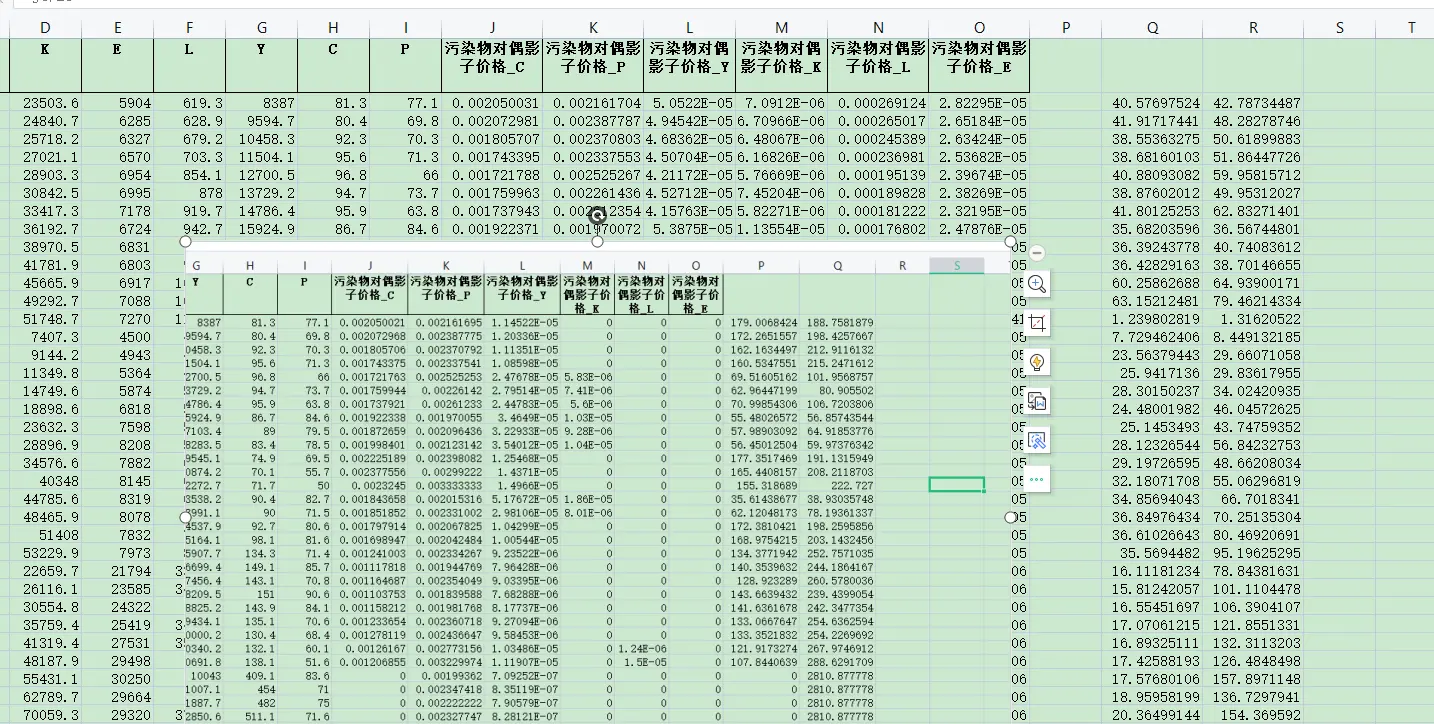 D E F G H I J K L M N O P Q R S T
K E L Y C P 污染物对偶影子价格_C 污染物对偶影子价格_P 污染物对偶影子价格_Y 污染物对偶影子价格_K 污染物对偶影子价格_L 污染物对偶影子价格_E
23503.6 5904 619.3 8387 81.3 77.1 0.002050031 0.002161704 5.0522E-05 7.0912E-06 0.000269124 2.82295E-05 40.57697524 42.78734487
24840.7 6285 628.9 9594.7 80.4 69.8 0.002072981 0.002387787 4.94542E-05 6.70966E-06 0.000265017 2.65184E-05 41.91717441 48.28278746
25718.2 6327 679.2 10458.3 92.3 70.3 0.001805707 0.002370803 4.68362E-05 6.48067E-06 0.000245389 2.63424E-05 38.55363275 50.61899883
27021.1 6570 703.3 11504.1 95.6 71.3 0.001743395 0.002337553 4.50704E-05 6.16826E-06 0.000236981 2.53682E-05 38.68160103 51.86447726
28903.3 6954 854.1 12700.5 96.8 66 0.001721788 0.002525267 4.21172E-05 5.76669E-06 0.000195139 2.39674E-05 40.88093082 59.95815712
30842.5 6995 878 13729.2 94.7 73.7 0.001759963 0.002261436 4.52712E-05 7.45204E-06 0.000189828 2.38269E-05 38.87602012 49.95312027
33417.3 7178 919.7 14786.4 95.9 63.8 0.001737943 4.15763E-05 5.82271E-06 0.000181222 2.32195E-05 41.80125253 62.83271401
36192.7 6724 942.7 15924.9 86.7 84.6 0.001922371 0.001970072 5.3875E-05 1.13554E-05 0.000176802 2.47876E-05 35.68203596 36.56744801
38970.5 6831 05 36.39243778 40.74083612
41781.9 6803 05 36.42829163 38.70146655
45665.9 6917 60.25862688 64.93900171
49292.7 7088 63.15212481 79.46214334
51748.7 7270 1.239802819 1.31620522
7407.3 4500 7.729462406 8.449132185
9144.2 4943 23.56379443 29.66071058
11349.8 5364 25.9417136 29.83617955
14749.6 5874 28.30150237 34.02420935
18898.6 6818 24.48001982 46.04572625
23632.3 7598 25.1453493 43.74759352
28896.9 8208 28.12326544 56.84232753
34576.6 7882 29.19726595 48.66208034
40348 8145 32.18071708 55.06296819
44785.6 8319 34.85694043 66.7018341
48465.9 8078 05 36.84976434 70.25135304
51408 7832 05 36.61026643 80.46920691
53229.9 7973 05 35.5694482 95.19625295
22659.7 21794 06 16.11181234 78.84381631
26116.1 23585 06 15.81242057 101.1104478
30554.8 24322 06 16.55451697 106.3904107
35759.4 25419 06 17.07061215 121.8551331
41319.4 27531 06 16.89325111 132.3113203
48187.9 29498 06 17.42588193 126.4848498
55431.1 30250 06 17.57680106 157.8971148
62789.7 29664 06 18.95958199 136.7297941
70059.3 29320 06 20.36499144 154.369592
G H I J K L M N O P Q R S
Y C P 污染物对偶影子价格_C 污染物对偶影子价格_P 污染物对偶影子价格_Y 污染物对偶影子价格_K 污染物对偶影子价格_L 污染物对偶影子价格_E
8387 81.3 77.1 0.002050021 0.002161695 1.14522E-05 0 0 0 179.0068424 188.7581879
9594.7 80.4 69.8 0.002072968 0.002387775 1.20336E-05 0 0 0 172.2651557 198.4257667
0458.3 92.3 70.3 0.001805706 0.002370792 1.11351E-05 0 0 0 162.1634497 212.9116132
1504.1 95.6 71.3 0.001743375 0.002337541 1.08598E-05 0 0 0 160.5347551 215.2471612
2700.5 96.8 66 0.001721763 0.002525253 2.47678E-05 5.83E-06 0 0 69.51605162 101.9568757
3729.2 94.7 73.7 0.001759944 0.00226142 2.79514E-05 7.41E-06 0 0 62.96447199 80.905502
4786.4 95.9 63.8 0.001737921 0.00261233 2.44783E-05 5.6E-06 0 0 70.99854306 106.7203806
5924.9 86.7 84.6 0.001922338 0.001970055 3.4649E-05 1.03E-05 0 0 55.48026572 56.85743544
7103.4 89 79.5 0.001872659 0.002096436 3.22933E-05 9.28E-06 0 0 57.98903092 64.91853776
8283.5 83.4 78.5 0.001998401 0.002123142 3.54012E-05 1.04E-05 0 0 56.45012504 59.97376342
9545.1 74.9 69.5 0.002225189 0.002398082 1.25468E-05 0 0 0 177.3517469 191.1315949
0874.2 70.1 55.7 0.002377556 0.00299222 1.4371E-05 0 0 0 165.4408157 208.2118703
2272.7 71.7 50 0.0023245 0.003333333 1.4966E-05 0 0 0 155.318689 222.727
3538.2 90.4 82.7 0.001843658 0.002015316 5.17672E-05 1.86E-05 0 0 35.61438677 38.93035748
3991.1 90 71.5 0.001851852 0.002331002 2.98106E-05 8.01E-06 0 0 62.12048173 78.19361337
4537.9 92.7 80.6 0.001797914 0.002067825 1.04299E-05 0 0 0 172.3810421 198.2595856
5164.1 98.1 81.6 0.001698947 0.002042484 1.00544E-05 0 0 0 168.9754215 203.1432456
5907.7 134.3 71.4 0.001241003 0.002334267 9.23522E-06 0 0 0 134.3771942 252.7571035
6699.4 149.1 85.7 0.001117818 0.001944769 7.96428E-06 0 0 0 140.3539632 244.1864167
7456.4 143.1 70.8 0.001164687 0.002354049 9.03395E-06 0 0 0 128.923289 260.5780036
8209.5 151 90.6 0.001103753 0.001839588 7.68288E-06 0 0 0 143.6639432 239.4399054
8825.2 143.9 84.1 0.001158212 0.001981768 8.17737E-06 0 0 0 141.6361678 242.3477354
9434.1 135.1 70.6 0.001233654 0.002360718 9.27094E-06 0 0 0 133.0667647 254.6362594
0000.2 130.4 68.4 0.001278119 0.002436647 9.58453E-06 0 0 0 133.3521832 254.2269692
0340.2 132.1 60.1 0.00126167 0.002773156 1.03486E-05 0 1.24E-06 0 121.9173274 267.9746912
0691.8 138.1 51.6 0.001206855 0.003229974 1.11907E-05 0 1.5E-05 0 107.8440639 288.6291709
10043 409.1 83.6 0 0.00199362 7.09252E-07 0 0 0 0 2810.877778
1007.1 454 71 0 0.002347418 8.35119E-07 0 0 0 0 2810.877778
1887.7 482 75 0 0.002222222 7.90579E-07 0 0 0 0 2810.877778
2850.6 511.1 71.6 0 0.002327747 8.28121E-07 0 0 0 0 2810.877778